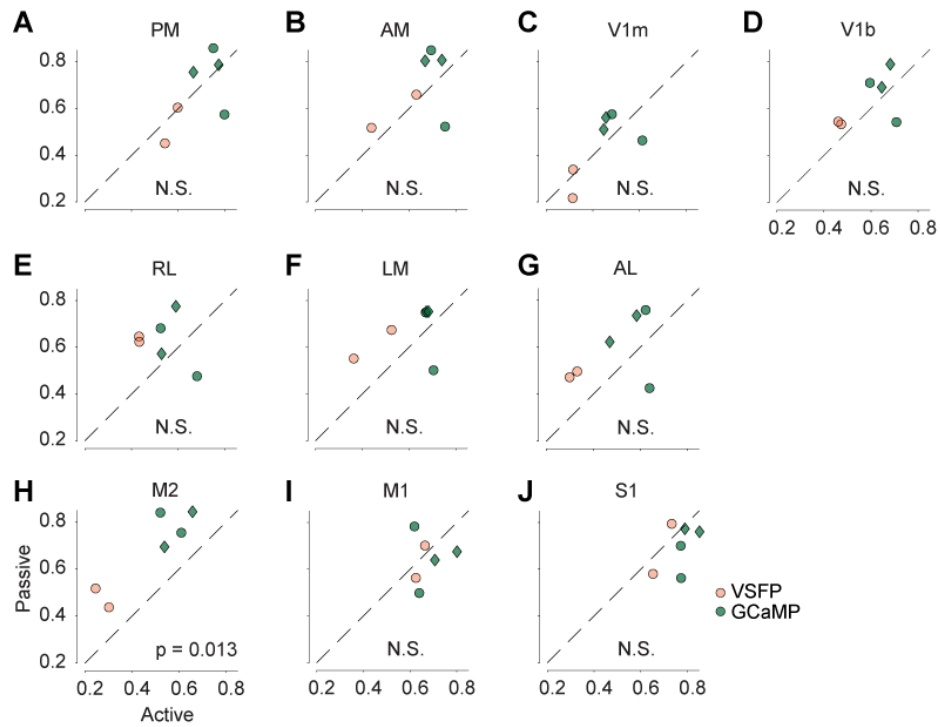 A PM
B AM
C V1m
D V1b
0.8
0.6
0.4
0.2
N.S.
N.S.
N.S.
N.S.
0.2 0.4 0.6 0.8
E RL
F LM
G AL
0.8
0.6
0.4
0.2
N.S.
N.S.
N.S.
H M2
I M1
J S1
0.8
0.6
0.4
0.2
Passive
p = 0.013
N.S.
N.S.
VSFP
GCaMP
0.2 0.4 0.6 0.8
0.2 0.4 0.6 0.8
0.2 0.4 0.6 0.8
Active